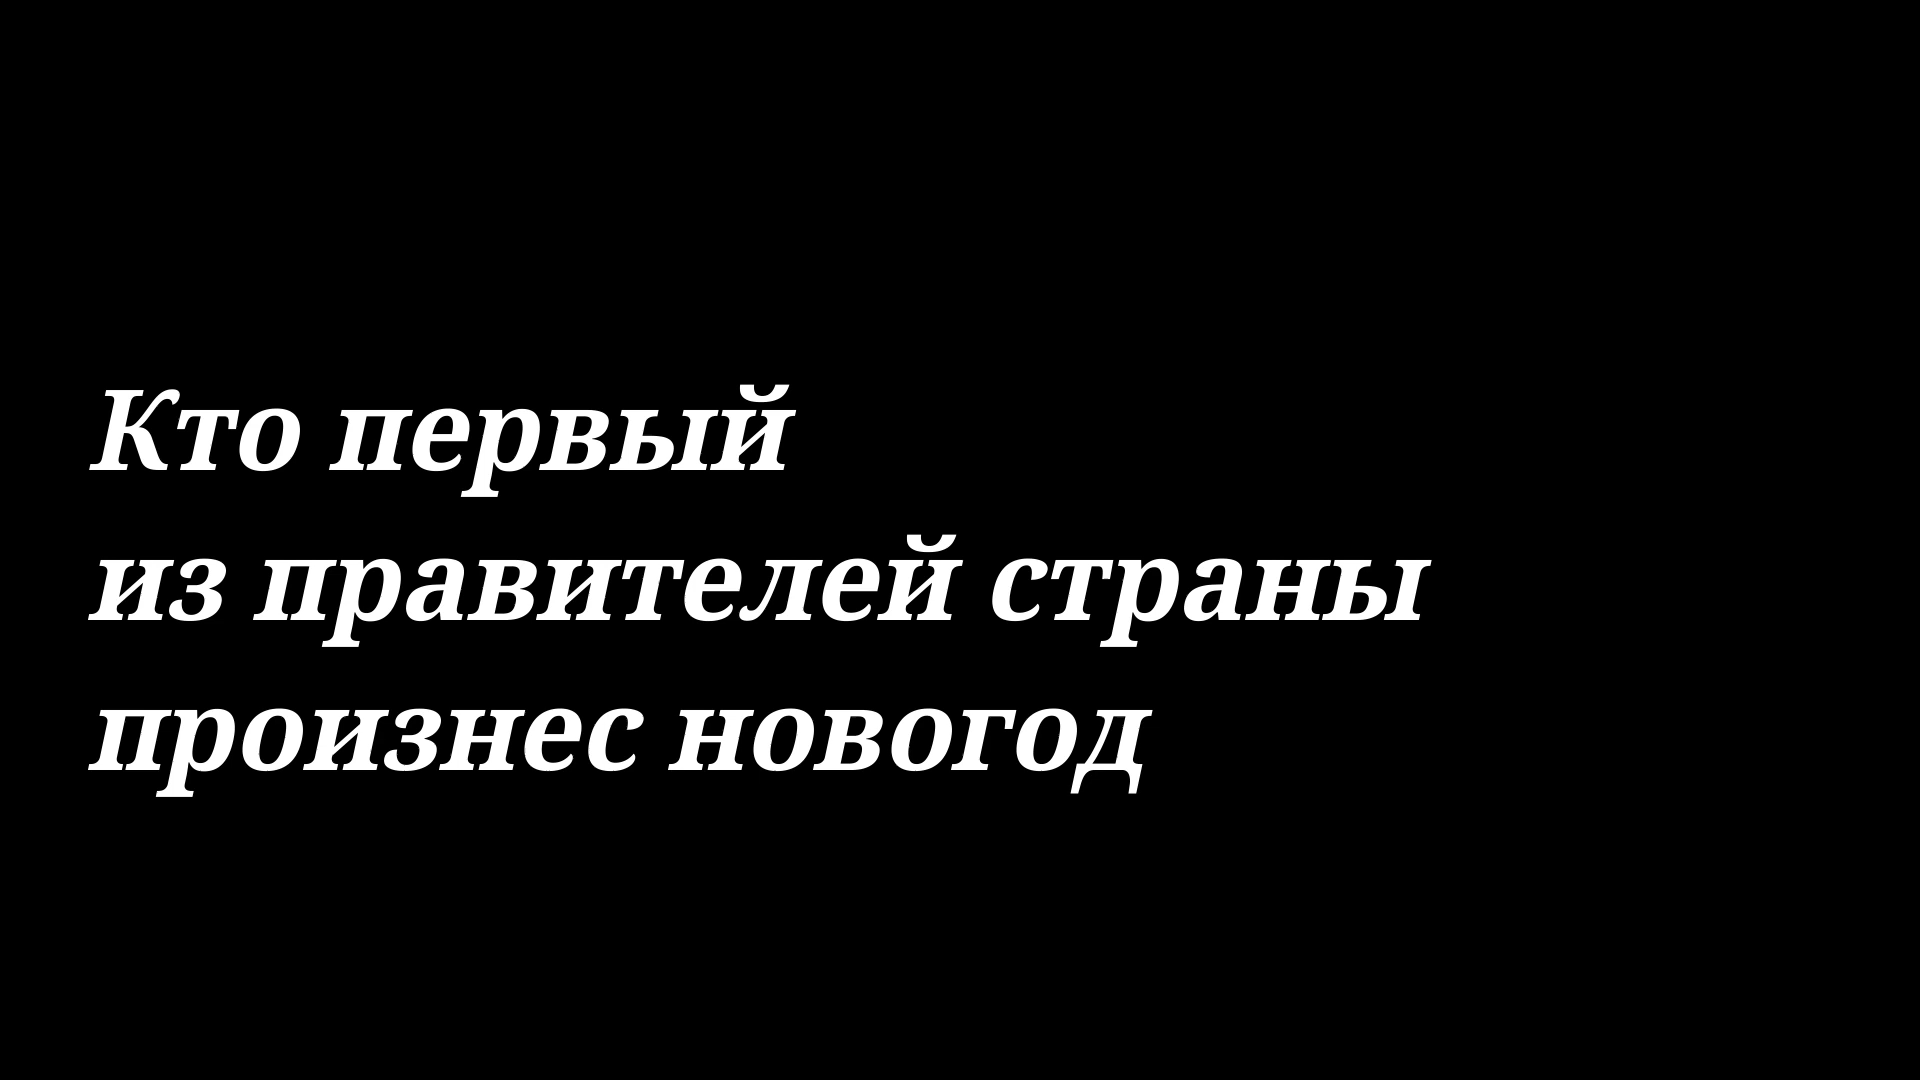 Кто первый
из правителей страны
произнес новогод